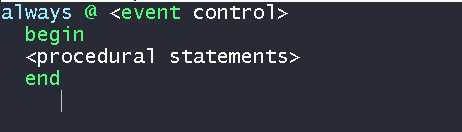 always @ <event control>
begin
<procedural statements>
end